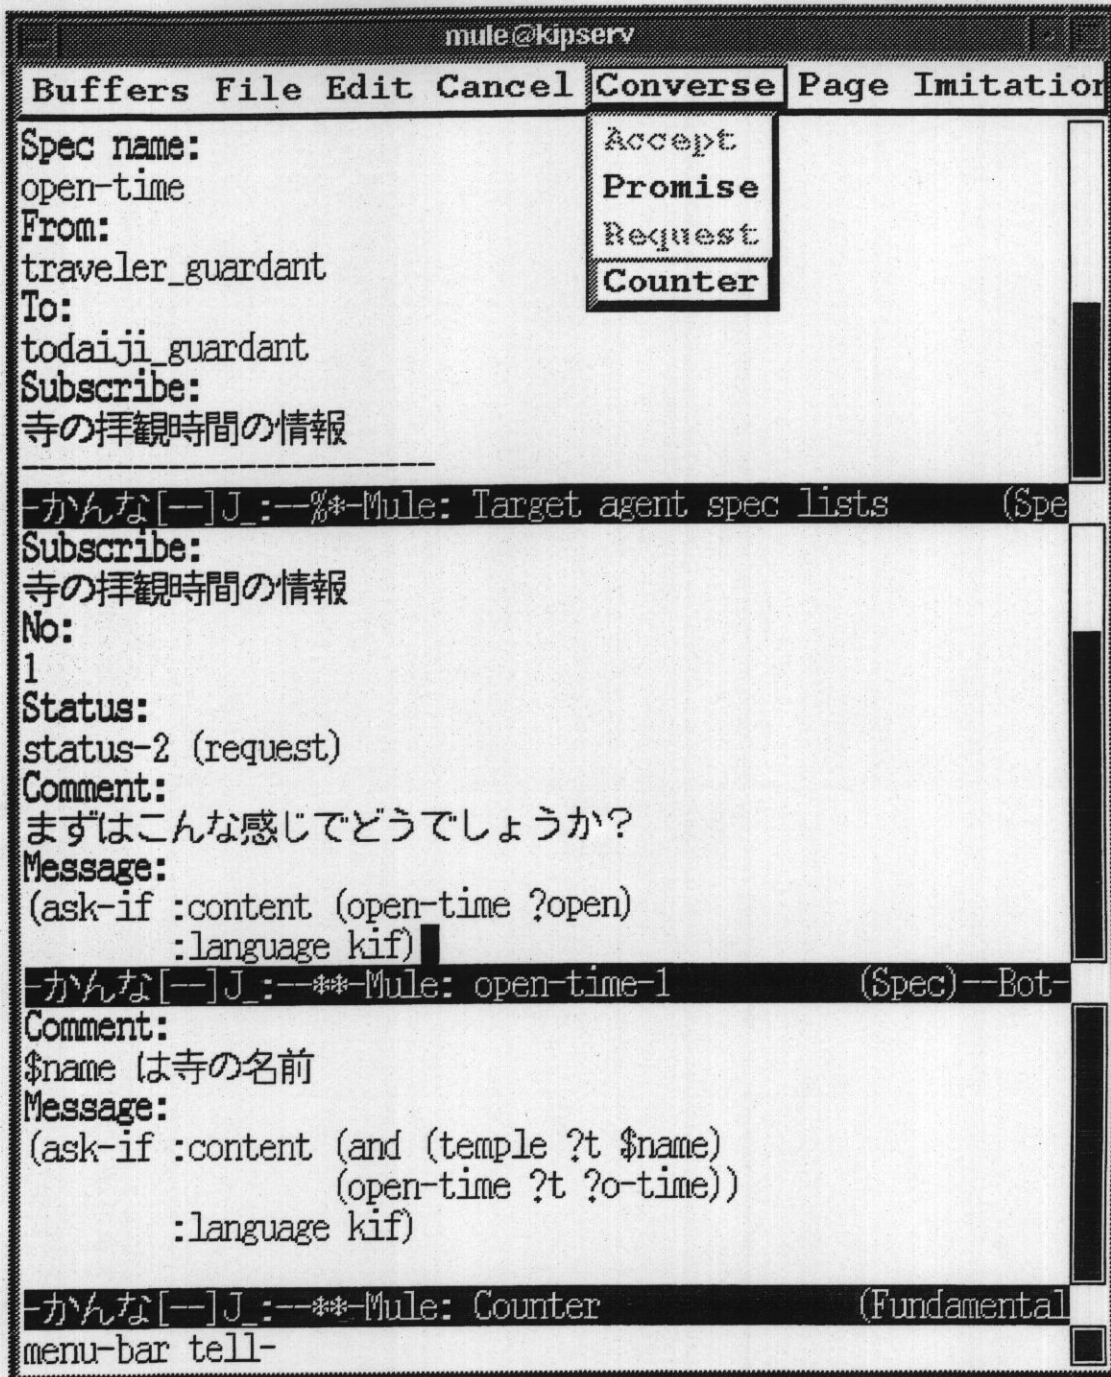 mule@kipserv
Buffers File Edit Cancel Converse Page Imitation
Accept
Promise
Request
Counter
Spec name:
open-time
From:
traveler_guardant
To:
todaiji_guardant
Subscribe:
寺の拝観時間の情報
-----------------------
-かんな[--]J_:--%*-Mule: Target agent spec lists (Spe
Subscribe:
寺の拝観時間の情報
No:
1
Status:
status-2 (request)
Comment:
まずはこんな感じでどうでしょうか?
Message:
(ask-if :content (open-time ?open)
:language kif)
-かんな[--]J_:--**-Mule: open-time-1 (Spec)--Bot-
Comment:
$name は寺の名前
Message:
(ask-if :content (and (temple ?t $name)
(open-time ?t ?o-time))
:language kif)
-かんな[--]J_:--**-Mule: Counter (Fundamental
menu-bar tell-